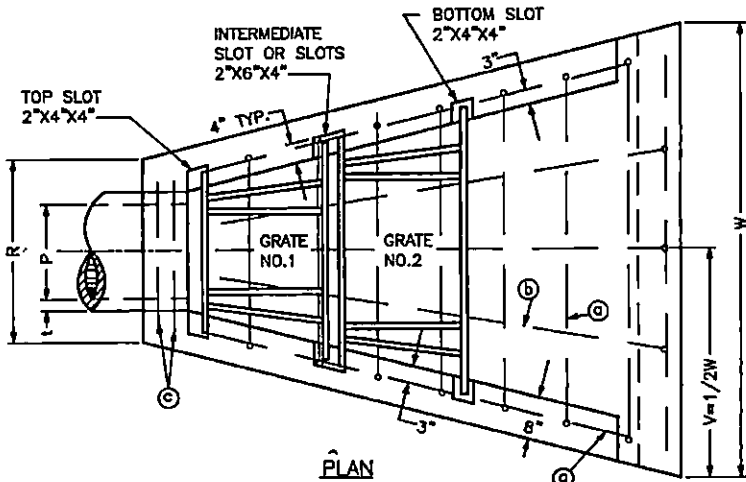 BOTTOM SLOT
2"X4"X4"
INTERMEDIATE
SLOT OR SLOTS
2"X6"X4"
3"
TOP SLOT
2"X4"X4"
4" TYP.
R
P
t
GRATE
NO.1
GRATE
NO.2
b
a
W
V=1/2W
c
3"
8"
a
PLAN